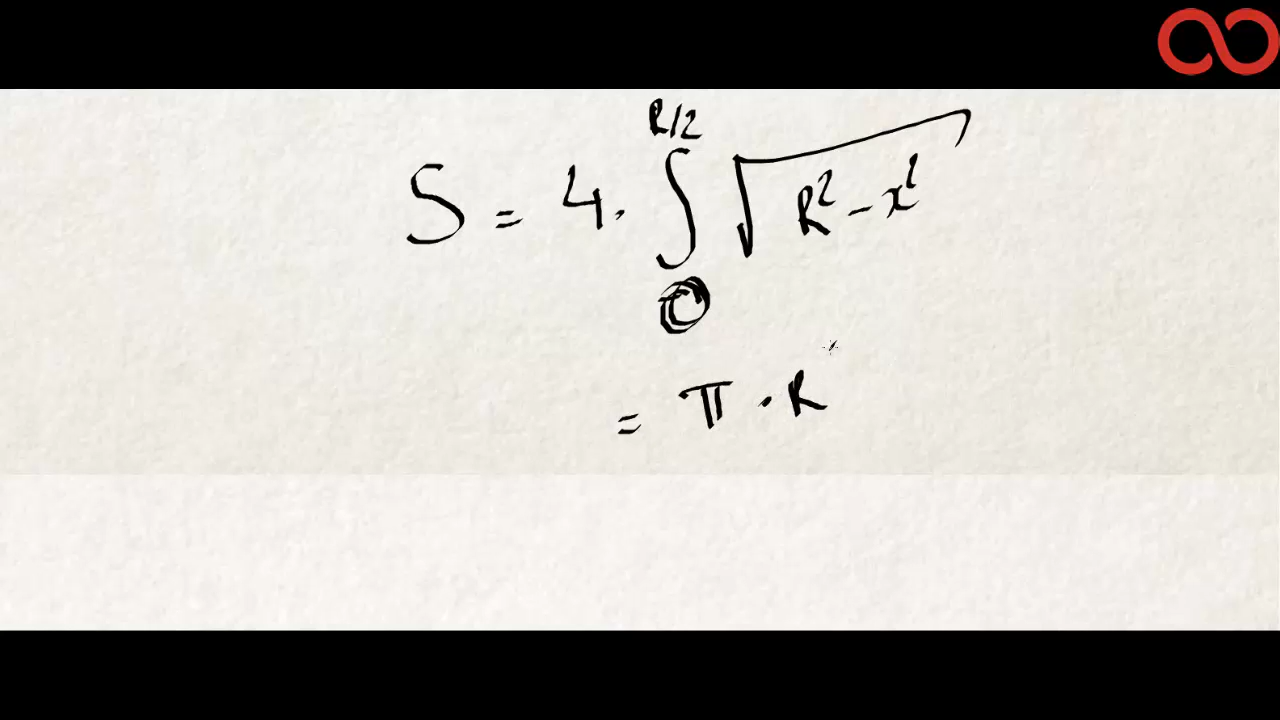 S = 4 . ∫₀^{R/2} √(R² - x²)
= π . R